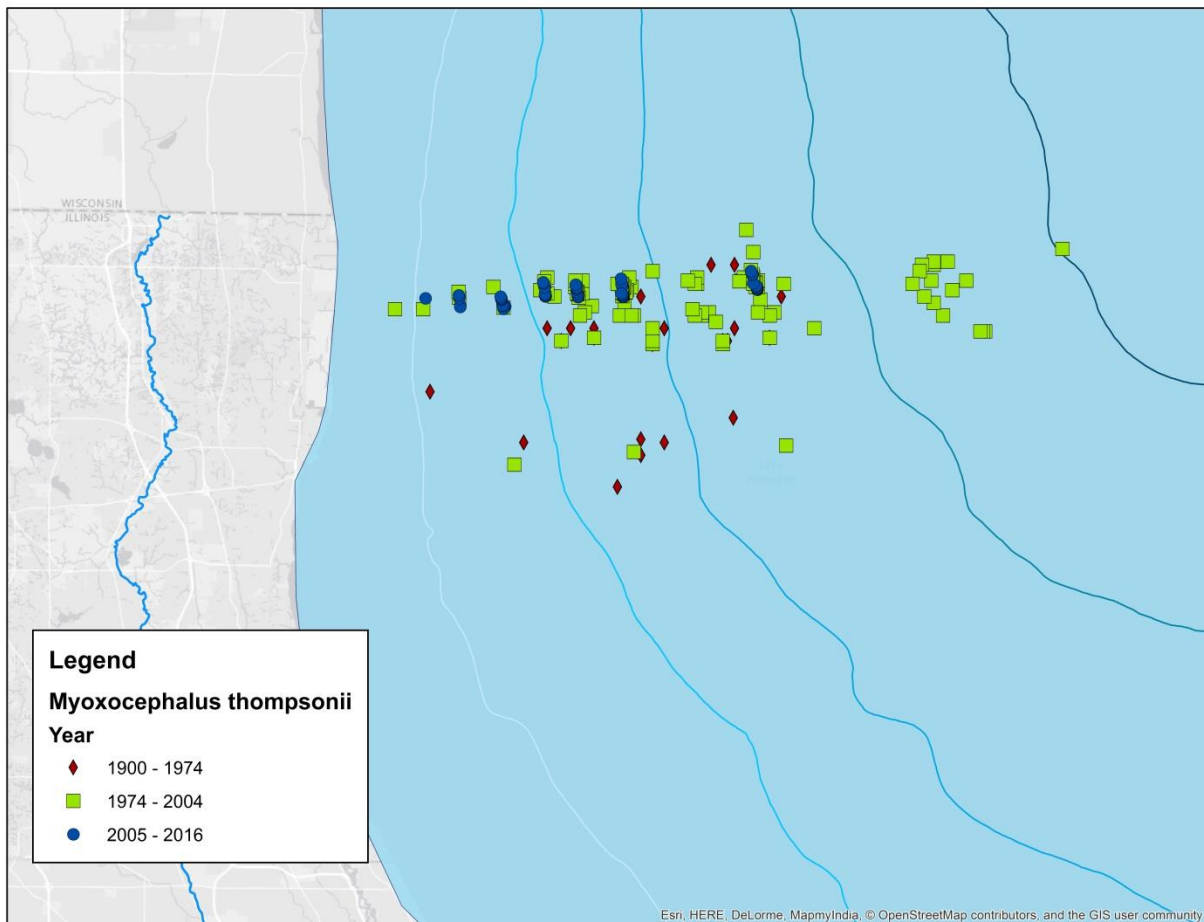 WISCONSIN
ILLINOIS
Legend
Myoxocephalus thompsonii
Year
1900 - 1974
1974 - 2004
2005 - 2016
Esri, HERE, DeLorme, MapmyIndia, © OpenStreetMap contributors, and the GIS user community